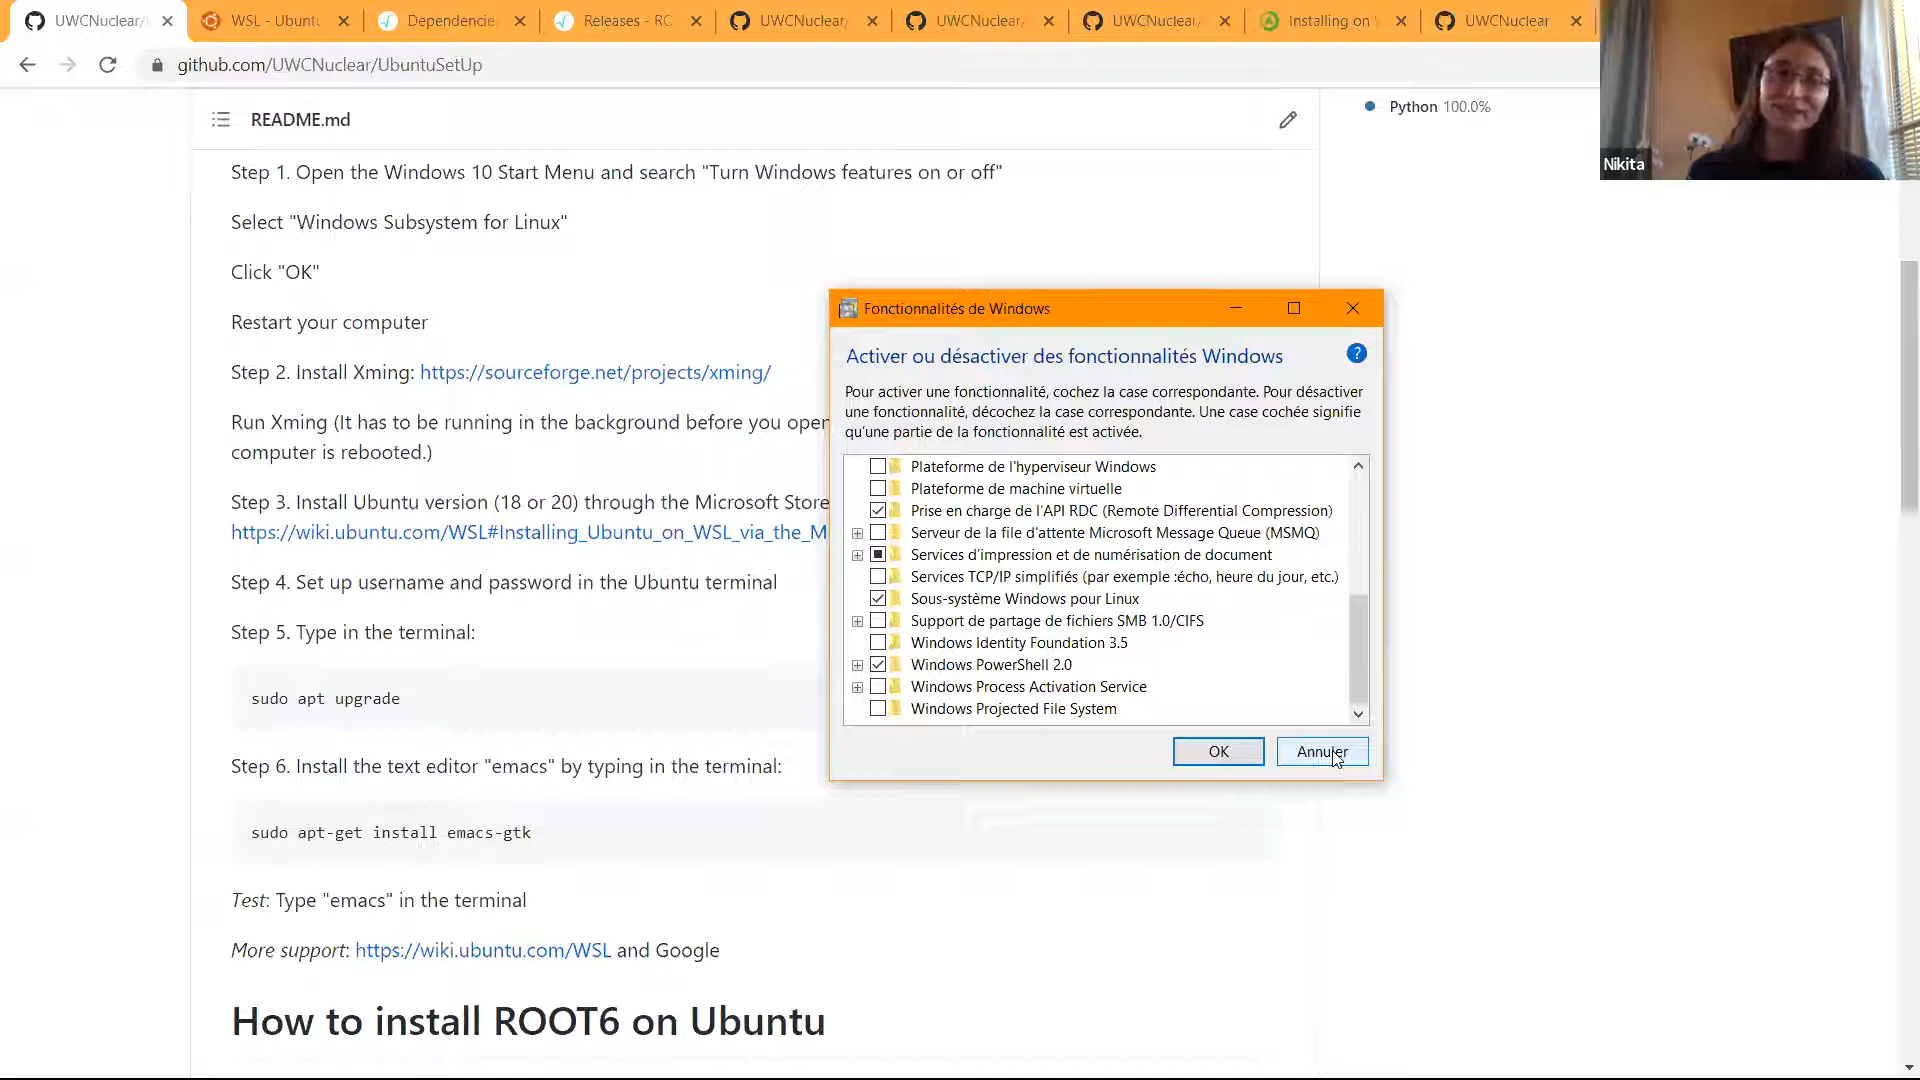 UWCNuclear/
WSL - Ubuntu
Dependencie
Releases - RO
UWCNuclear/
UWCNuclear/
UWCNuclear/
Installing on
UWCNuclear
github.com/UWCNuclear/UbuntuSetUp
README.md
Python 100.0%
Nikita
Step 1. Open the Windows 10 Start Menu and search "Turn Windows features on or off"
Select "Windows Subsystem for Linux"
Click "OK"
Restart your computer
Step 2. Install Xming: https://sourceforge.net/projects/xming/
Run Xming (It has to be running in the background before you open
computer is rebooted.)
Step 3. Install Ubuntu version (18 or 20) through the Microsoft Store
https://wiki.ubuntu.com/WSL#Installing_Ubuntu_on_WSL_via_the_M
Step 4. Set up username and password in the Ubuntu terminal
Step 5. Type in the terminal:
sudo apt upgrade
Step 6. Install the text editor "emacs" by typing in the terminal:
sudo apt-get install emacs-gtk
Test: Type "emacs" in the terminal
More support: https://wiki.ubuntu.com/WSL and Google
How to install ROOT6 on Ubuntu
Fonctionnalités de Windows
Activer ou désactiver des fonctionnalités Windows
?
Pour activer une fonctionnalité, cochez la case correspondante. Pour désactiver
une fonctionnalité, décochez la case correspondante. Une case cochée signifie
qu'une partie de la fonctionnalité est activée.
Plateforme de l'hyperviseur Windows
Plateforme de machine virtuelle
Prise en charge de l'API RDC (Remote Differential Compression)
Serveur de la file d'attente Microsoft Message Queue (MSMQ)
Services d'impression et de numérisation de document
Services TCP/IP simplifiés (par exemple :écho, heure du jour, etc.)
Sous-système Windows pour Linux
Support de partage de fichiers SMB 1.0/CIFS
Windows Identity Foundation 3.5
Windows PowerShell 2.0
Windows Process Activation Service
Windows Projected File System
OK
Annuler